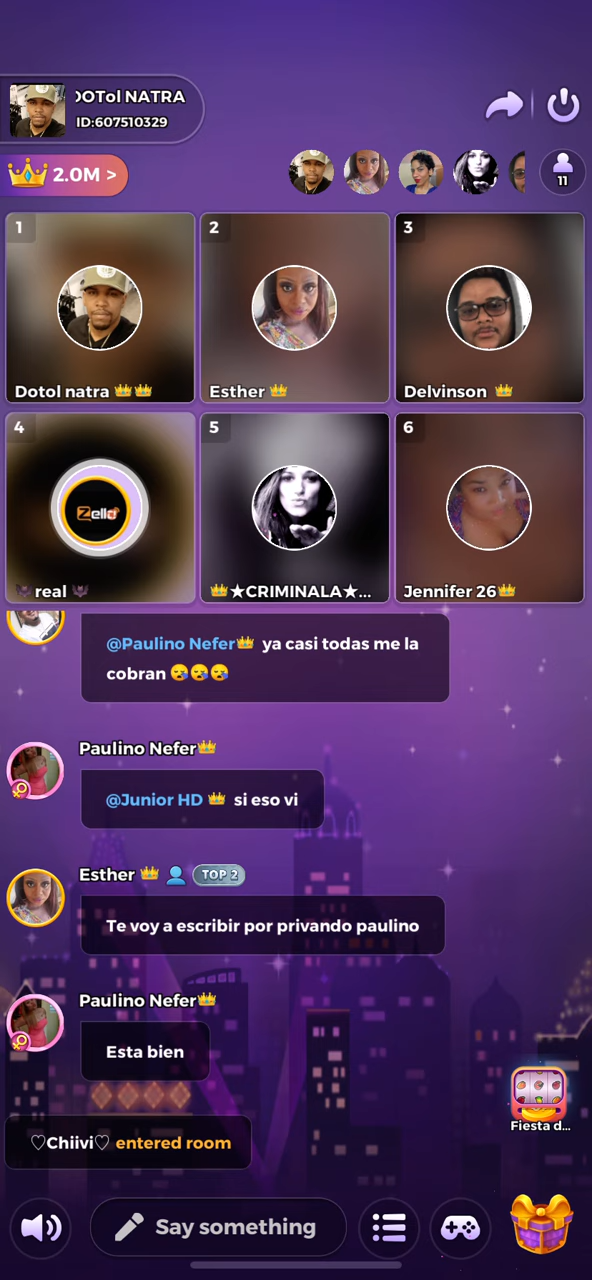 DOTol NATRA
ID:607510329
2.0M >
11
1
2
3
Dotol natra 👑👑
Esther 👑
Delvinson 👑
4
5
6
Zello
real
👑★CRIMINALA★...
Jennifer 26👑
@Paulino Nefer👑 ya casi todas me la
cobran 😪😪😪
Paulino Nefer👑
@Junior HD 👑 si eso vi
Esther 👑 👤 TOP 2
Te voy a escribir por privando paulino
Paulino Nefer👑
Esta bien
Fiesta d...
♡Chiivi♡ entered room
Say something